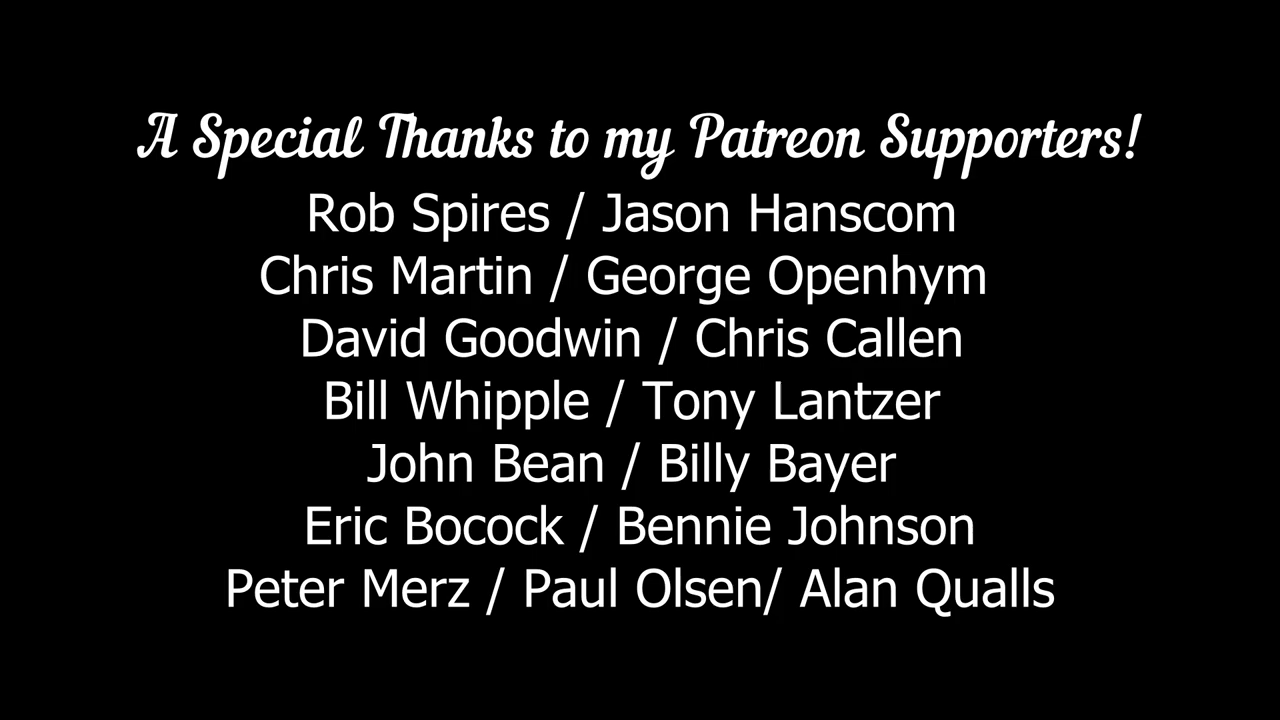 A Special Thanks to my Patreon Supporters!
Rob Spires / Jason Hanscom
Chris Martin / George Openhym
David Goodwin / Chris Callen
Bill Whipple / Tony Lantzer
John Bean / Billy Bayer
Eric Bocock / Bennie Johnson
Peter Merz / Paul Olsen/ Alan Qualls